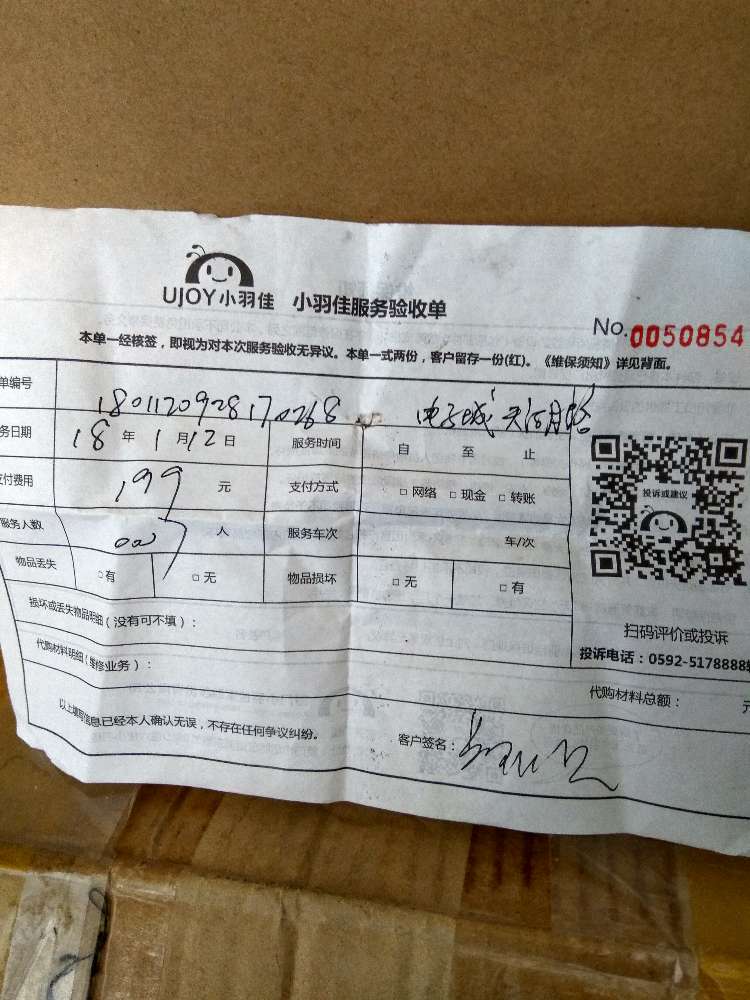 UJOY小羽佳 小羽佳服务验收单
No.0050854
本单一经核签，即视为对本次服务验收无异议。本单一式两份，客户留存一份(红)。《维保须知》详见背面。
单编号 1801120928170268 电子城
务日期 18 年 1 月 12 日 服务时间 自 至 止
支付费用 199 元 支付方式 □ 网络 □ 现金 □ 转账
服务人数 人 服务车次 车/次
物品丢失 □ 有 □ 无 物品损坏 □ 无 □ 有
投诉或建议
扫码评价或投诉
投诉电话：0592-5178888
损坏或丢失物品明细（没有可不填）：
代购材料明细（维修业务）：
代购材料总额：
以上填写信息已经本人确认无误，不存在任何争议纠纷。 客户签名：